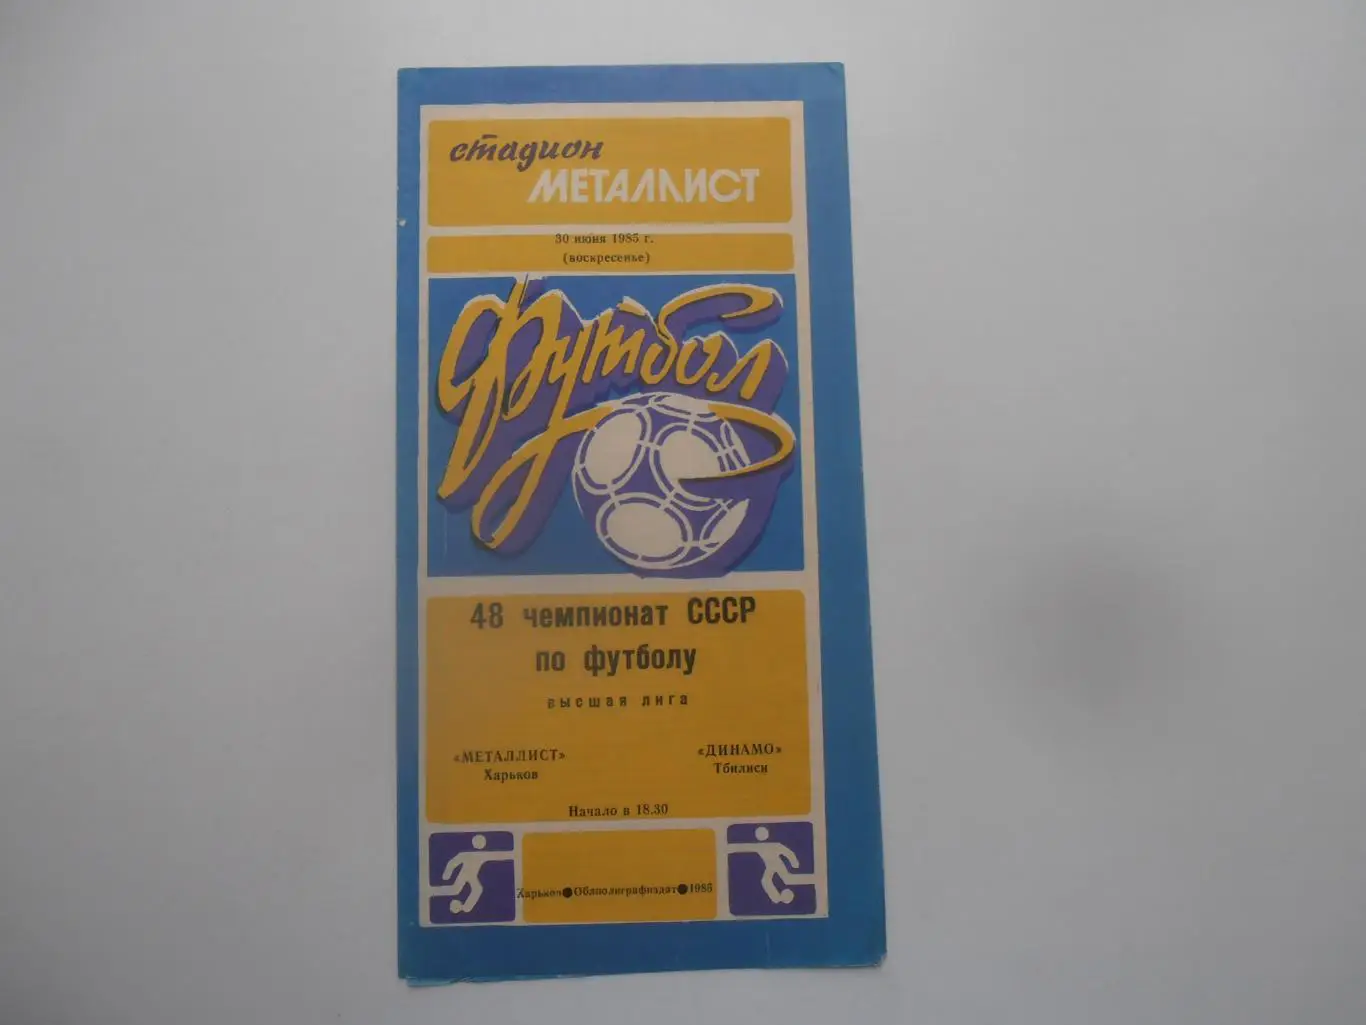 стадион
МЕТАЛЛИСТ
30 июня 1985 г.
(воскресенье)
Футбол
48 чемпионат СССР
по футболу
высшая лига
«МЕТАЛЛИСТ» «ДИНАМО»
Харьков Тбилиси
Начало в 18.30
Харьков●Облполиграфиздат●1985